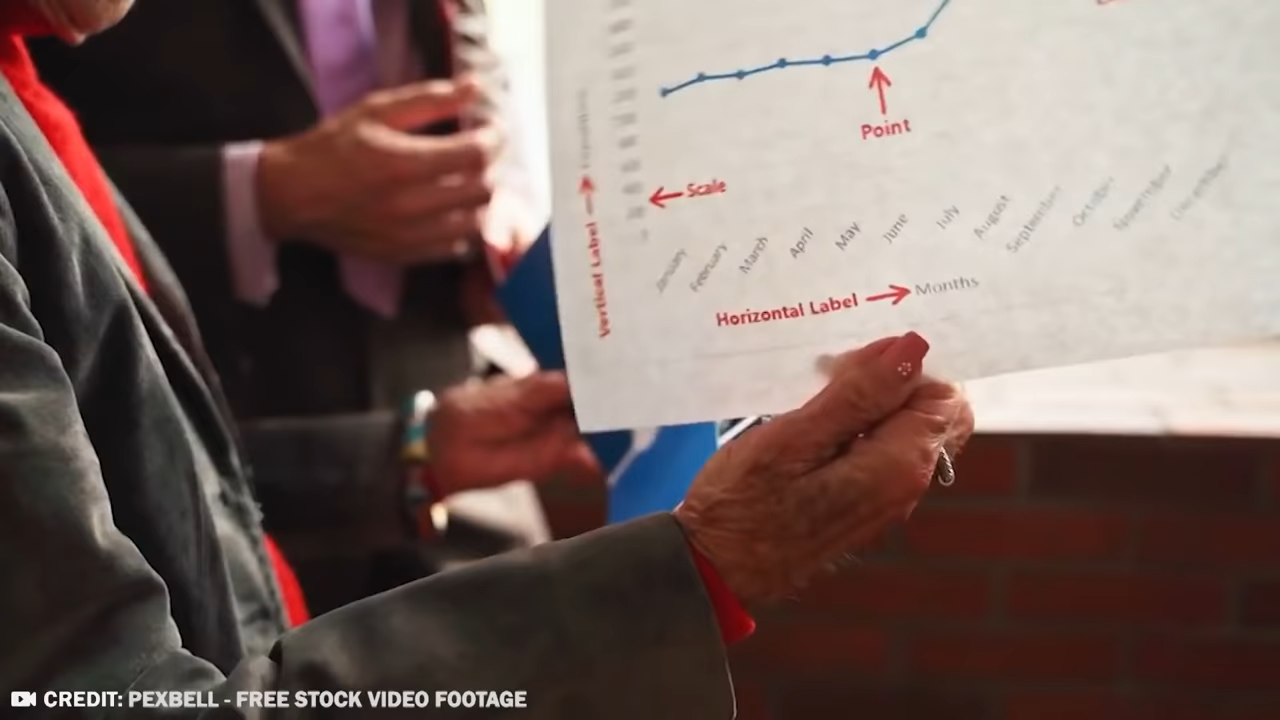 Point
Scale
Vertical Label
January
February
March
April
May
June
July
August
September
October
November
December
Horizontal Label
Months
CREDIT: PEXBELL - FREE STOCK VIDEO FOOTAGE